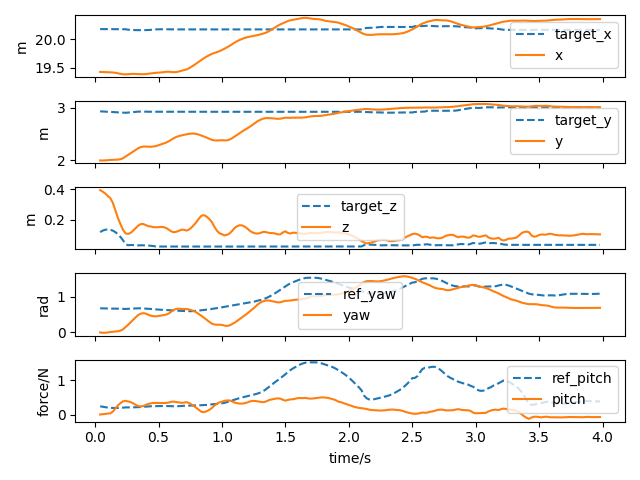 20.0
19.5
m
target_x
x
3
2
m
target_y
y
0.4
0.2
m
target_z
z
1
0
rad
ref_yaw
yaw
1
0
force/N
ref_pitch
pitch
0.0 0.5 1.0 1.5 2.0 2.5 3.0 3.5 4.0
time/s